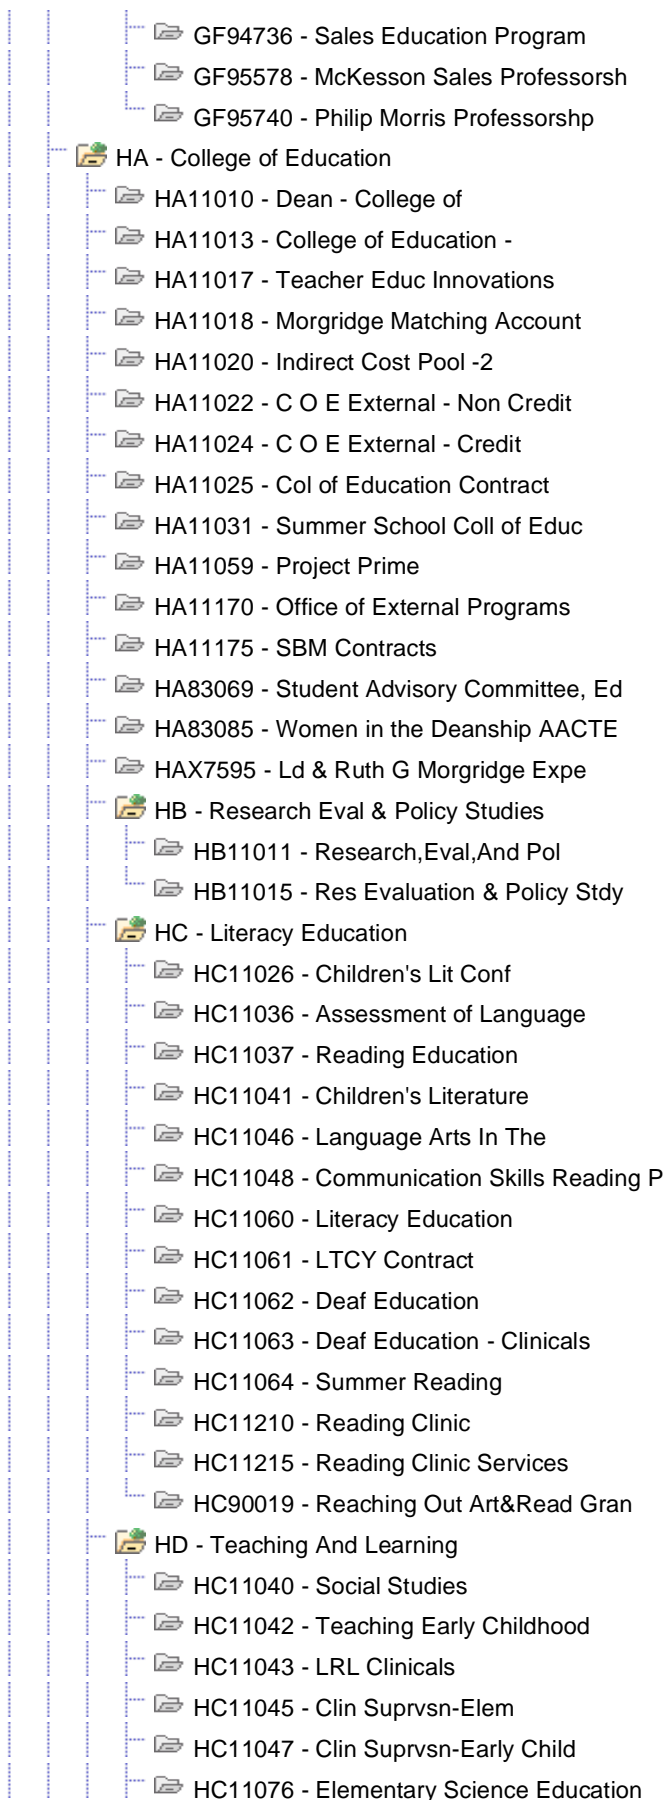 GF94736 - Sales Education Program
GF95578 - McKesson Sales Professorsh
GF95740 - Philip Morris Professorshp
HA - College of Education
HA11010 - Dean - College of
HA11013 - College of Education -
HA11017 - Teacher Educ Innovations
HA11018 - Morgridge Matching Account
HA11020 - Indirect Cost Pool -2
HA11022 - C O E External - Non Credit
HA11024 - C O E External - Credit
HA11025 - Col of Education Contract
HA11031 - Summer School Coll of Educ
HA11059 - Project Prime
HA11170 - Office of External Programs
HA11175 - SBM Contracts
HA83069 - Student Advisory Committee, Ed
HA83085 - Women in the Deanship AACTE
HAX7595 - Ld & Ruth G Morgridge Expe
HB - Research Eval & Policy Studies
HB11011 - Research,Eval,And Pol
HB11015 - Res Evaluation & Policy Stdy
HC - Literacy Education
HC11026 - Children's Lit Conf
HC11036 - Assessment of Language
HC11037 - Reading Education
HC11041 - Children's Literature
HC11046 - Language Arts In The
HC11048 - Communication Skills Reading P
HC11060 - Literacy Education
HC11061 - LTCY Contract
HC11062 - Deaf Education
HC11063 - Deaf Education - Clinicals
HC11064 - Summer Reading
HC11210 - Reading Clinic
HC11215 - Reading Clinic Services
HC90019 - Reaching Out Art&Read Gran
HD - Teaching And Learning
HC11040 - Social Studies
HC11042 - Teaching Early Childhood
HC11043 - LRL Clinicals
HC11045 - Clin Suprvsn-Elem
HC11047 - Clin Suprvsn-Early Child
HC11076 - Elementary Science Education